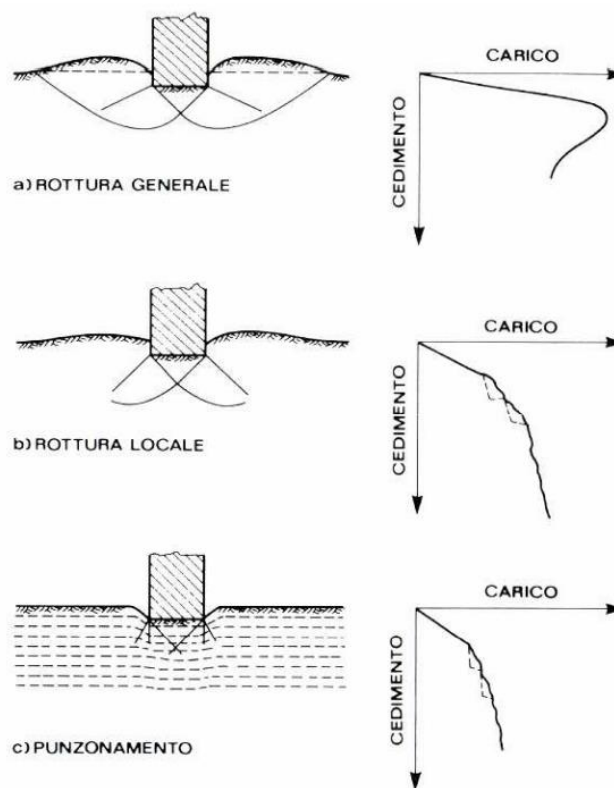 CARICO
CEDIMENTO
a) ROTTURA GENERALE
CARICO
CEDIMENTO
b) ROTTURA LOCALE
CARICO
CEDIMENTO
c) PUNZONAMENTO